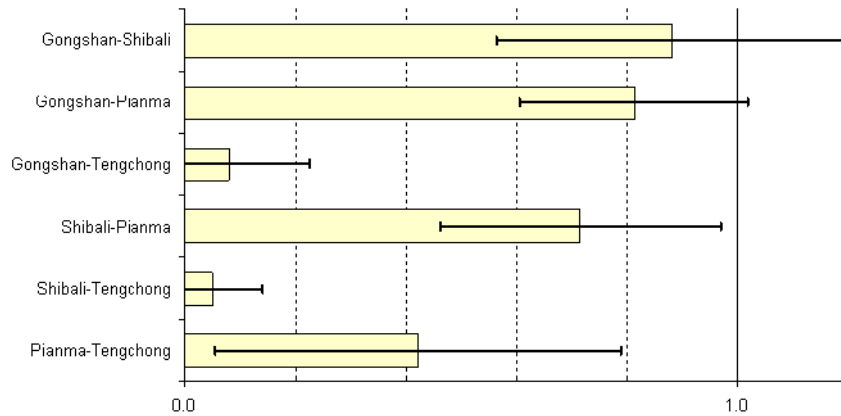 Gongshan-Shibali
Gongshan-Pianma
Gongshan-Tengchong
Shibali-Pianma
Shibali-Tengchong
Pianma-Tengchong
0.0
1.0